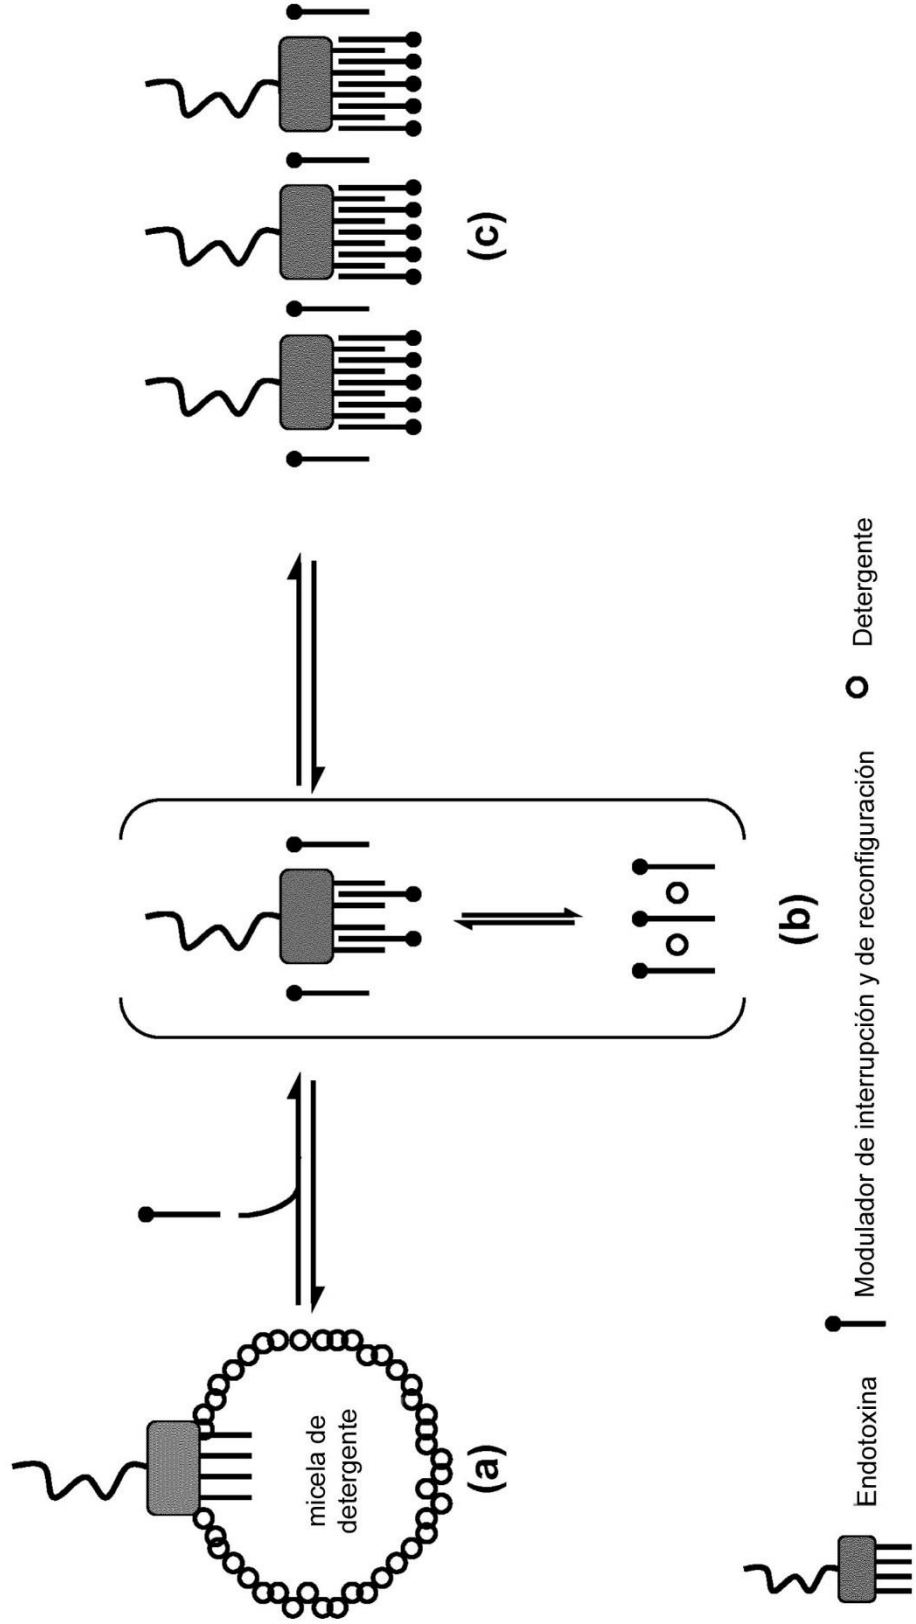 micela de
detergente
(a)
(b)
(c)
Endotoxina
Modulador de interrupción y de reconfiguración
Detergente